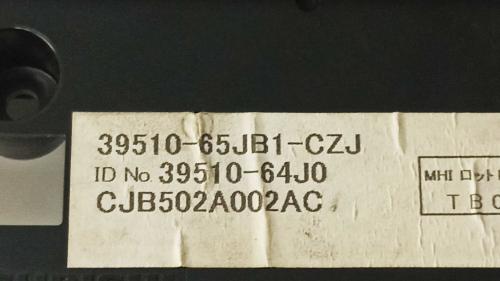 39510-65JB1-CZJ
ID No. 39510-64J0
CJB502A002AC
MHI ロット
TBC